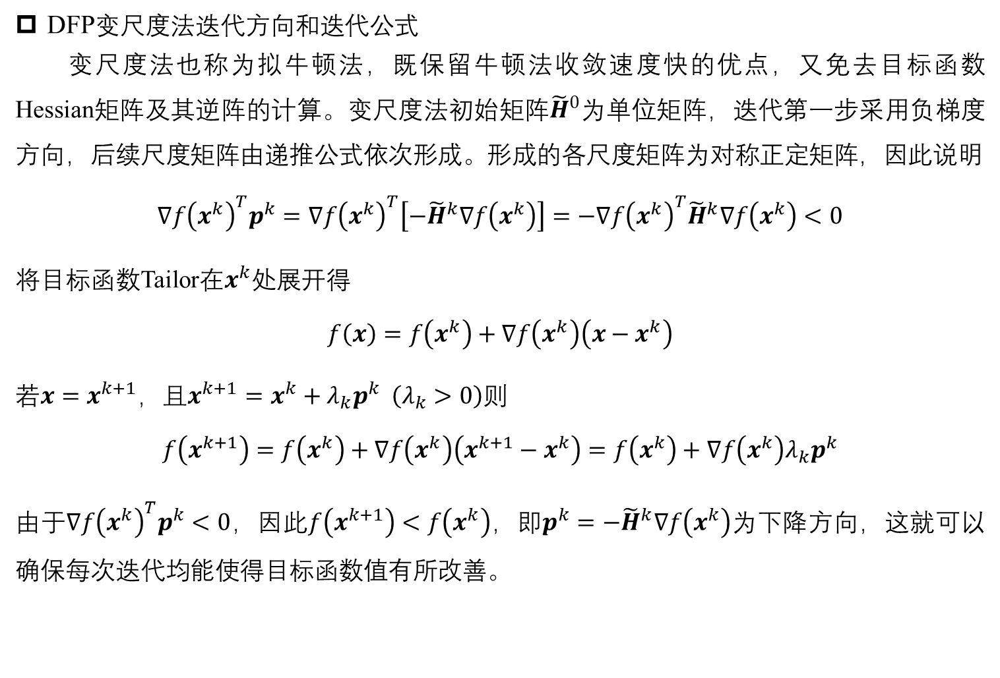 DFP变尺度法迭代方向和迭代公式
变尺度法也称为拟牛顿法，既保留牛顿法收敛速度快的优点，又免去目标函数
Hessian矩阵及其逆阵的计算。变尺度法初始矩阵$\widetilde{\boldsymbol{H}}^0$为单位矩阵，迭代第一步采用负梯度
方向，后续尺度矩阵由递推公式依次形成。形成的各尺度矩阵为对称正定矩阵，因此说明
$\nabla f(\boldsymbol{x}^k)^T \boldsymbol{p}^k = \nabla f(\boldsymbol{x}^k)^T [-\widetilde{\boldsymbol{H}}^k \nabla f(\boldsymbol{x}^k)] = -\nabla f(\boldsymbol{x}^k)^T \widetilde{\boldsymbol{H}}^k \nabla f(\boldsymbol{x}^k) < 0$
将目标函数Tailor在$\boldsymbol{x}^k$处展开得
$f(\boldsymbol{x}) = f(\boldsymbol{x}^k) + \nabla f(\boldsymbol{x}^k)(\boldsymbol{x} - \boldsymbol{x}^k)$
若$\boldsymbol{x} = \boldsymbol{x}^{k+1}$，且$\boldsymbol{x}^{k+1} = \boldsymbol{x}^k + \lambda_k \boldsymbol{p}^k$ $(\lambda_k > 0)$则
$f(\boldsymbol{x}^{k+1}) = f(\boldsymbol{x}^k) + \nabla f(\boldsymbol{x}^k)(\boldsymbol{x}^{k+1} - \boldsymbol{x}^k) = f(\boldsymbol{x}^k) + \nabla f(\boldsymbol{x}^k)\lambda_k \boldsymbol{p}^k$
由于$\nabla f(\boldsymbol{x}^k)^T \boldsymbol{p}^k < 0$，因此$f(\boldsymbol{x}^{k+1}) < f(\boldsymbol{x}^k)$，即$\boldsymbol{p}^k = -\widetilde{\boldsymbol{H}}^k \nabla f(\boldsymbol{x}^k)$为下降方向，这就可以
确保每次迭代均能使得目标函数值有所改善。